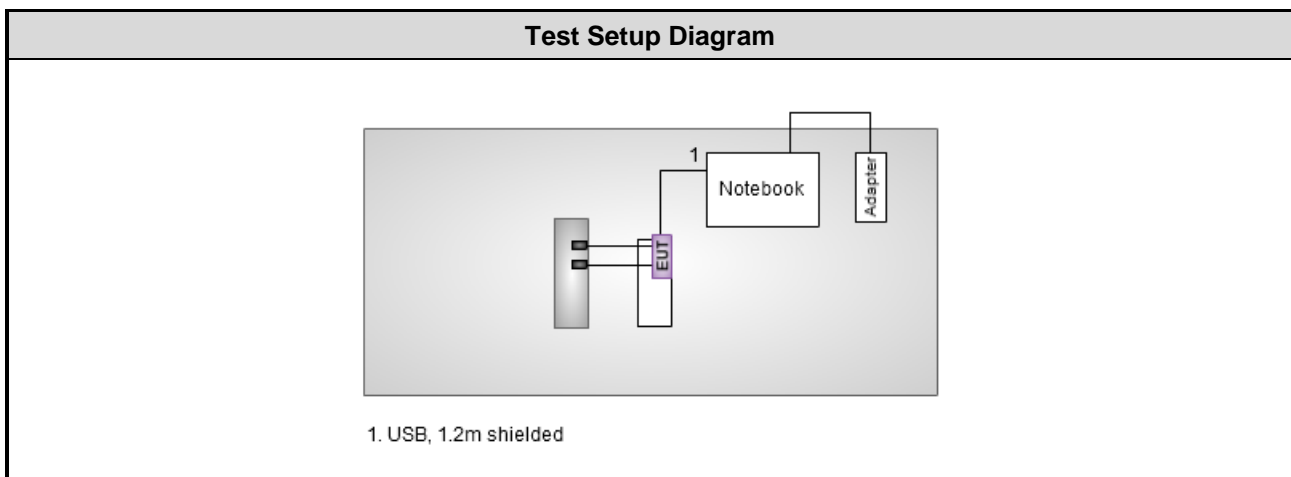 Test Setup Diagram
1
Notebook
Adapter
EUT
1. USB, 1.2m shielded